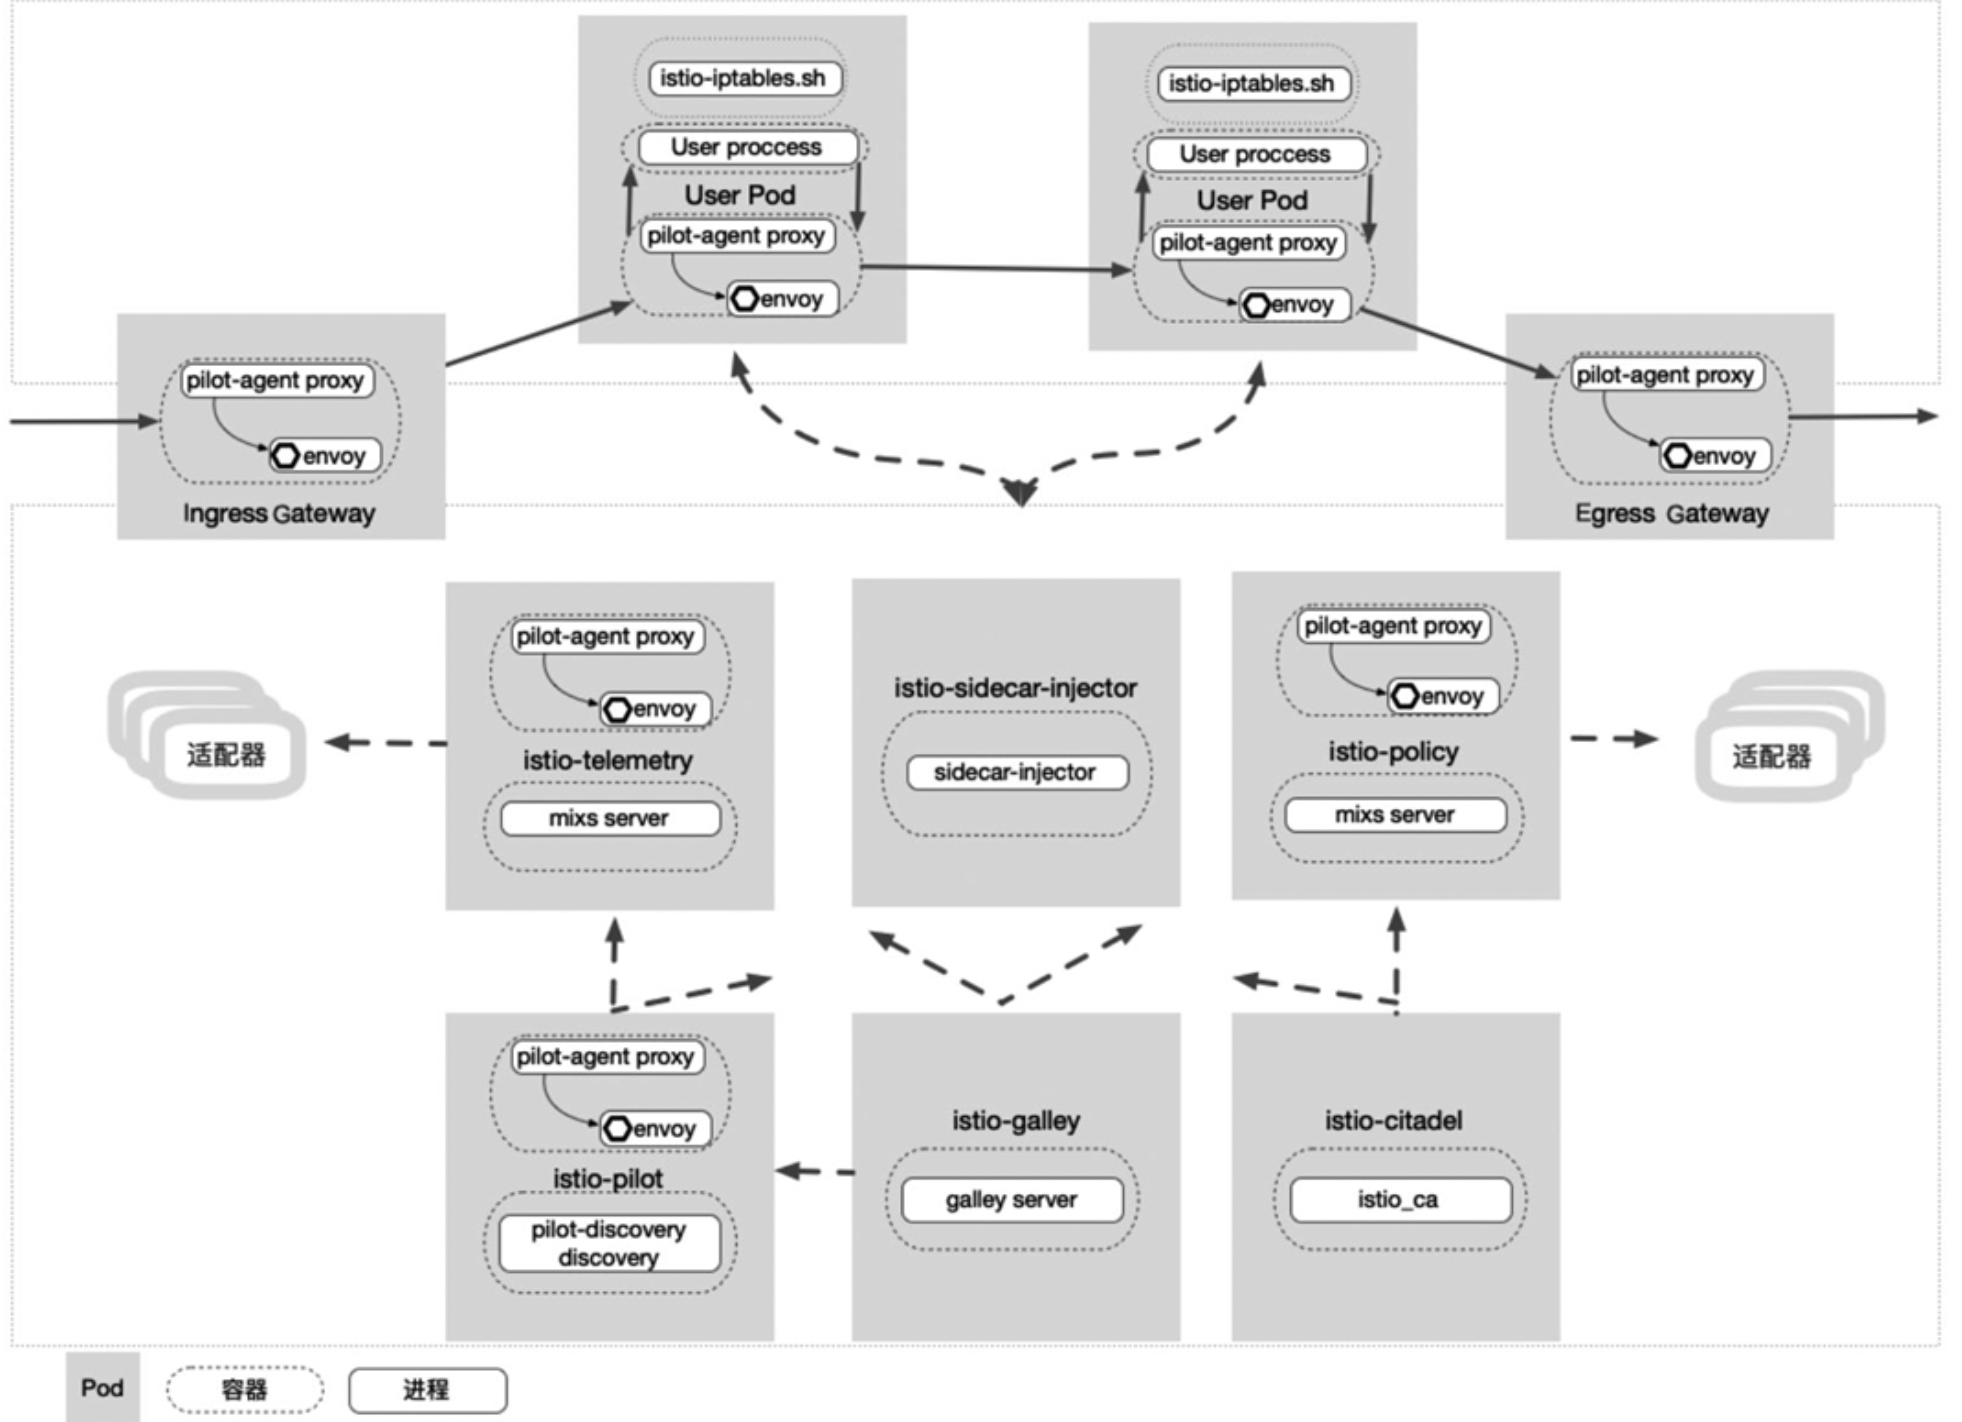 istio-iptables.sh
User proccess
User Pod
pilot-agent proxy
envoy
istio-iptables.sh
User proccess
User Pod
pilot-agent proxy
envoy
pilot-agent proxy
envoy
Ingress Gateway
pilot-agent proxy
envoy
Egress Gateway
适配器
pilot-agent proxy
envoy
istio-telemetry
mixs server
istio-sidecar-injector
sidecar-injector
pilot-agent proxy
envoy
istio-policy
mixs server
适配器
pilot-agent proxy
envoy
istio-pilot
pilot-discovery
discovery
istio-galley
galley server
istio-citadel
istio_ca
Pod
容器
进程